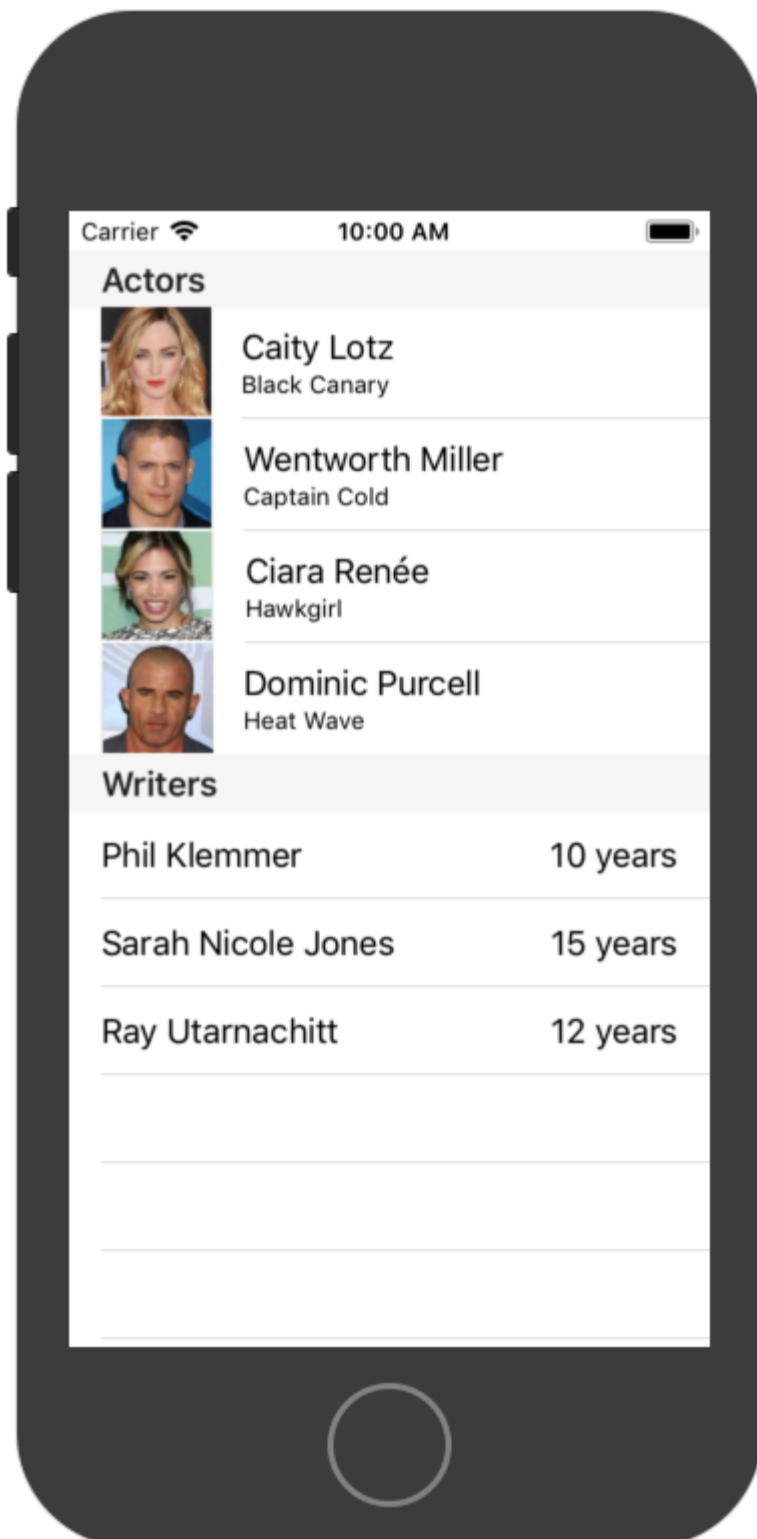 Carrier 10:00 AM
Actors
Caity Lotz
Black Canary
Wentworth Miller
Captain Cold
Ciara Renée
Hawkgirl
Dominic Purcell
Heat Wave
Writers
Phil Klemmer 10 years
Sarah Nicole Jones 15 years
Ray Utarnachitt 12 years